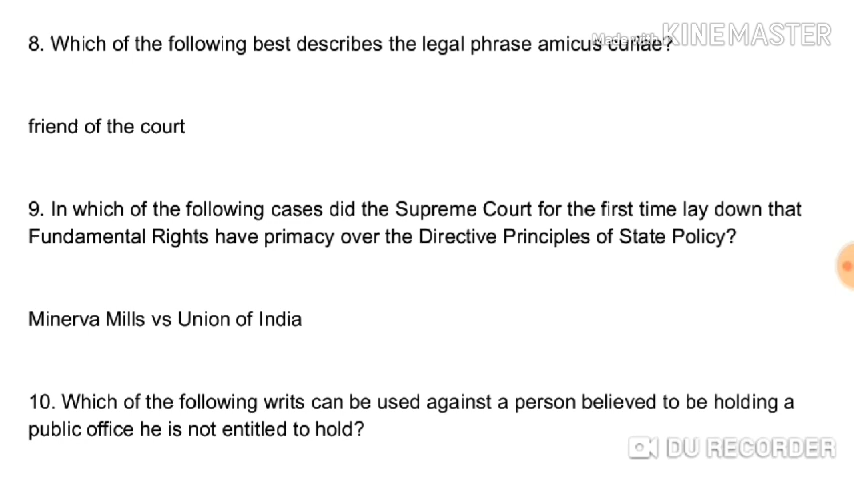 8. Which of the following best describes the legal phrase amicus curiae?
Made with KINEMASTER
friend of the court
9. In which of the following cases did the Supreme Court for the first time lay down that
Fundamental Rights have primacy over the Directive Principles of State Policy?
Minerva Mills vs Union of India
10. Which of the following writs can be used against a person believed to be holding a
public office he is not entitled to hold?
DU RECORDER